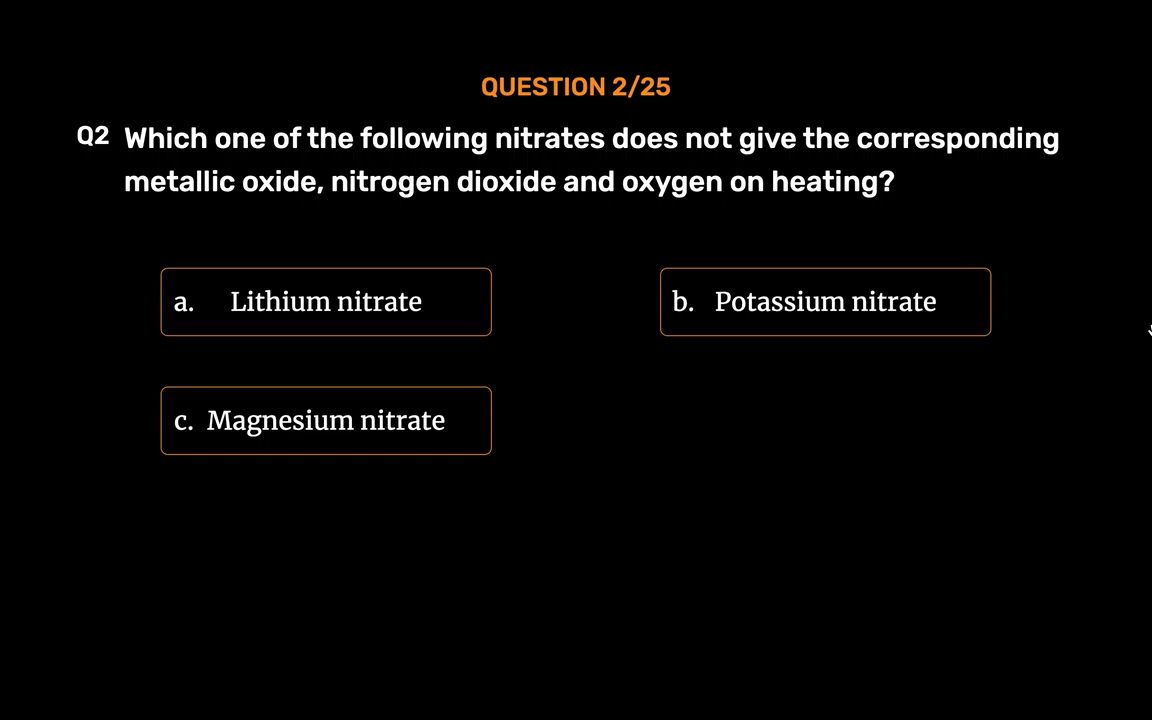 QUESTION 2/25
Q2 Which one of the following nitrates does not give the corresponding
metallic oxide, nitrogen dioxide and oxygen on heating?
a. Lithium nitrate
b. Potassium nitrate
c. Magnesium nitrate